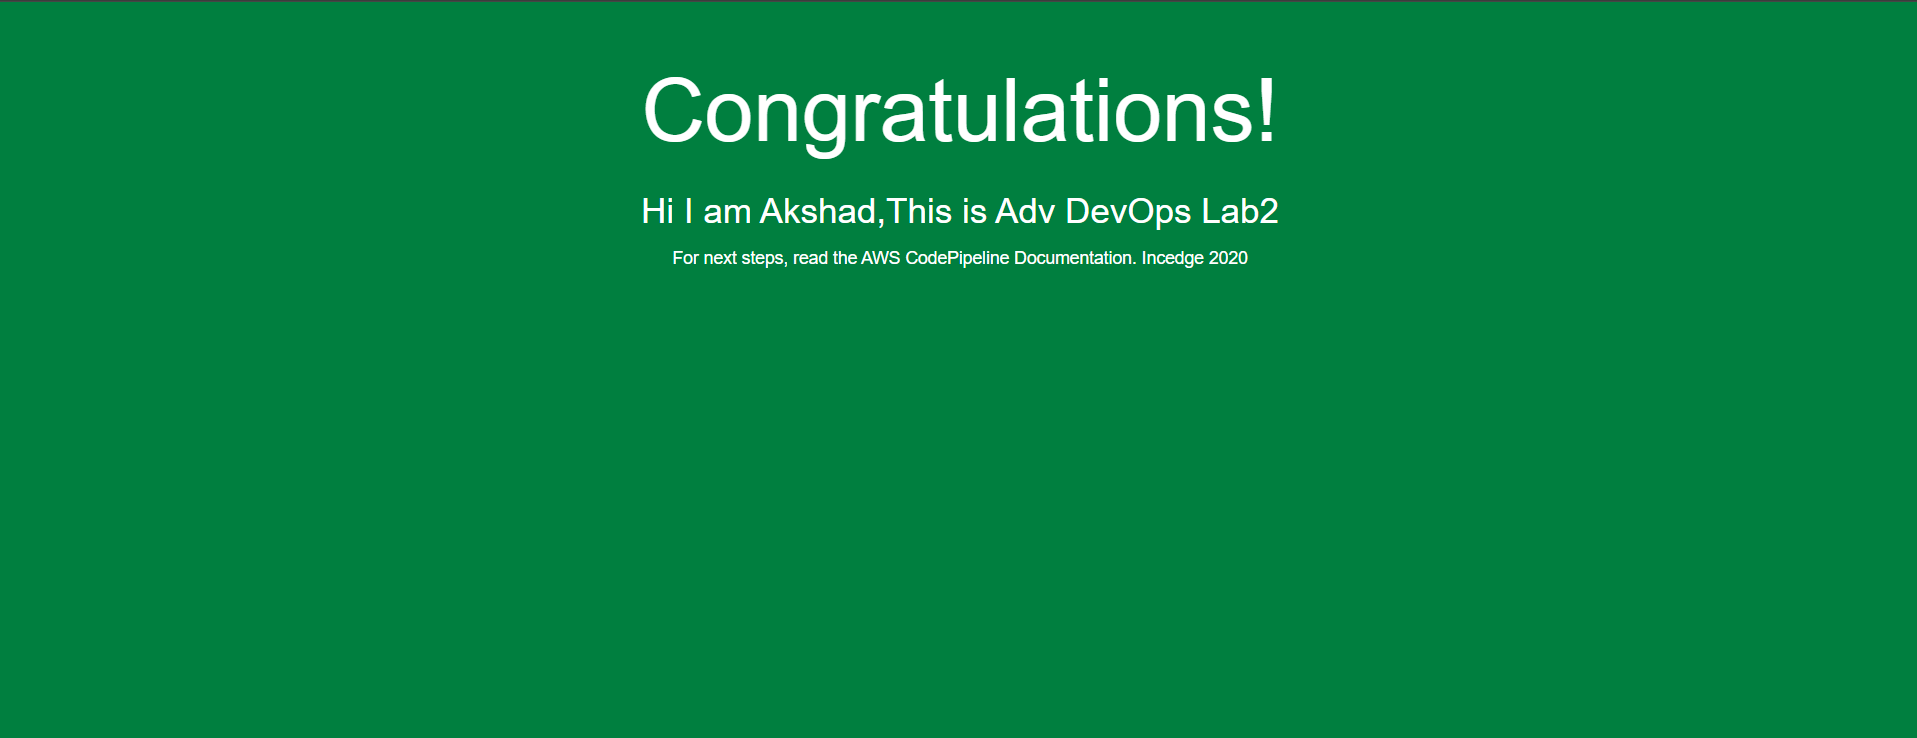 Congratulations!
Hi I am Akshad,This is Adv DevOps Lab2
For next steps, read the AWS CodePipeline Documentation. Incedge 2020